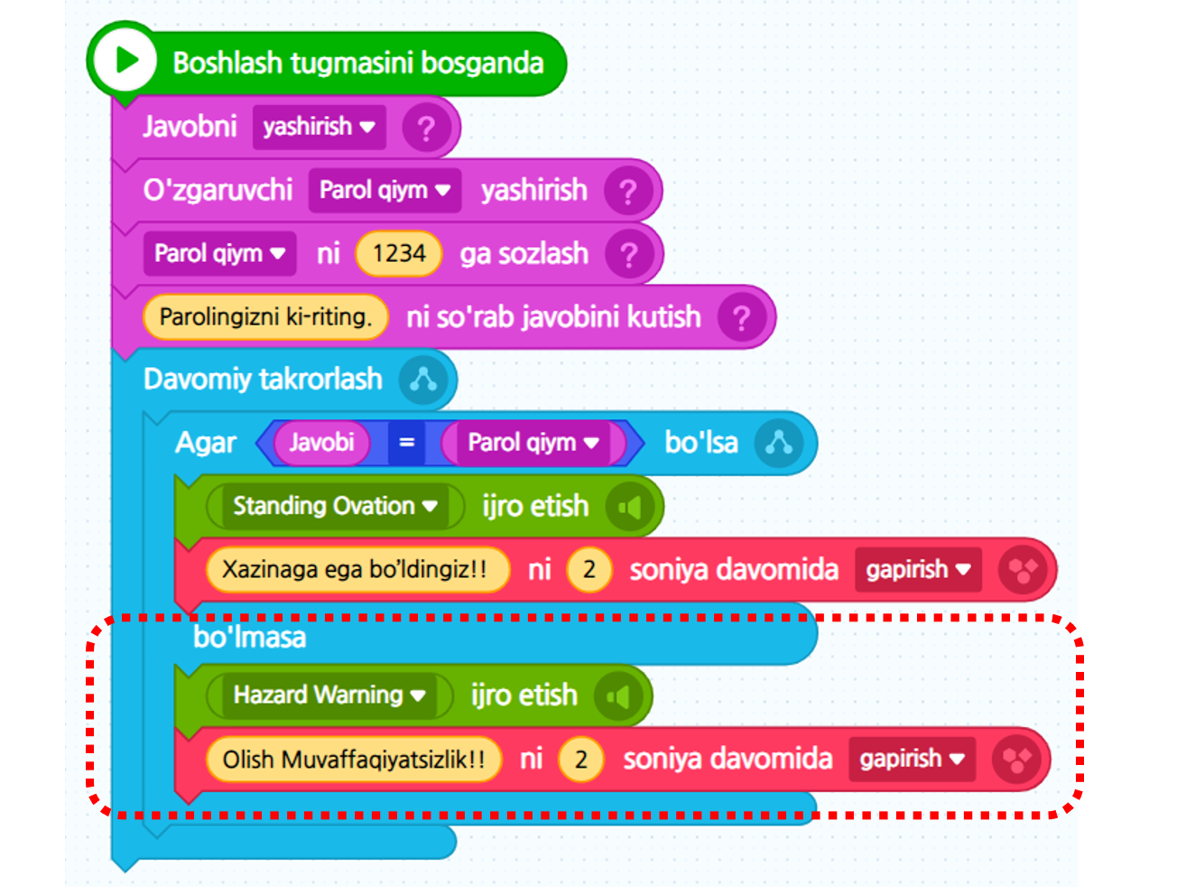 Boshlash tugmasini bosganda
Javobni yashirish ?
O'zgaruvchi Parol qiym yashirish ?
Parol qiym ni 1234 ga sozlash ?
Parolingizni ki-riting. ni so'rab javobini kutish ?
Davomiy takrorlash
Agar Javobi = Parol qiym bo'lsa
Standing Ovation ijro etish
Xazinaga ega bo’ldingiz!! ni 2 soniya davomida gapirish
bo'lmasa
Hazard Warning ijro etish
Olish Muvaffaqiyatsizlik!! ni 2 soniya davomida gapirish